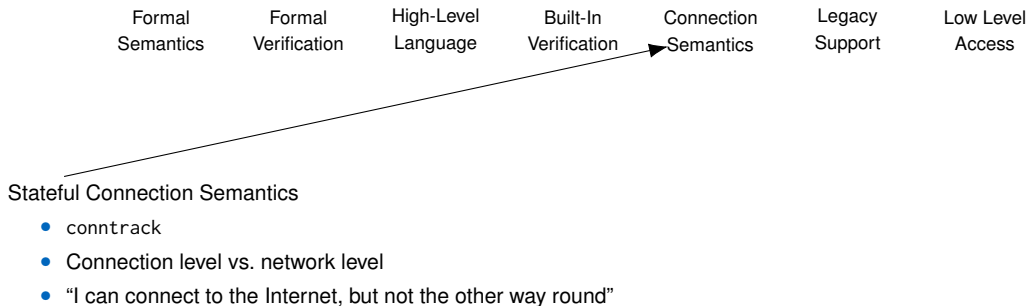 Formal Formal High-Level Built-In Connection Legacy Low Level
Semantics Verification Language Verification Semantics Support Access
Stateful Connection Semantics
• conntrack
• Connection level vs. network level
• “I can connect to the Internet, but not the other way round”